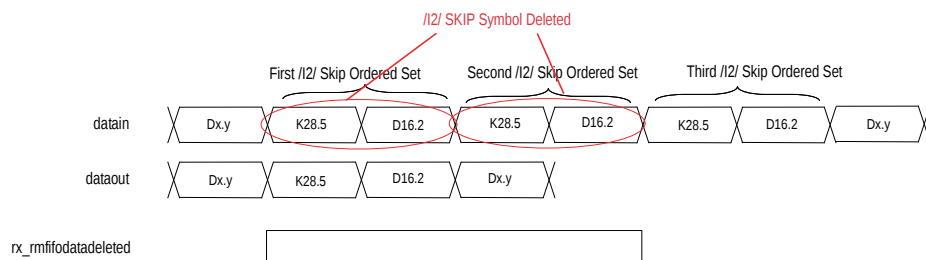 /I2/ SKIP Symbol Deleted
First /I2/ Skip Ordered Set
Second /I2/ Skip Ordered Set
Third /I2/ Skip Ordered Set
datain
Dx.y
K28.5
D16.2
K28.5
D16.2
K28.5
D16.2
Dx.y
dataout
Dx.y
K28.5
D16.2
Dx.y
rx_rmfifodatadeleted